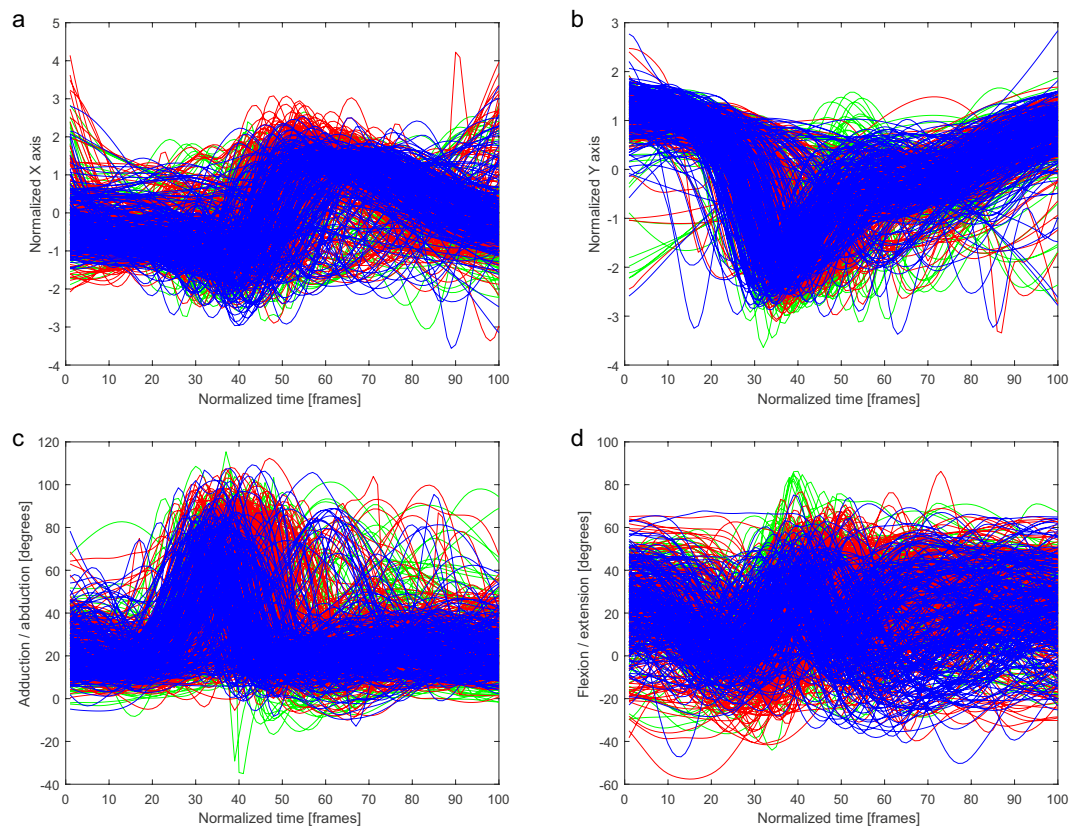 a
5
4
3
2
1
0
-1
-2
-3
-4
Normalized X axis
0 10 20 30 40 50 60 70 80 90 100
Normalized time [frames]
b
3
2
1
0
-1
-2
-3
-4
Normalized Y axis
0 10 20 30 40 50 60 70 80 90 100
Normalized time [frames]
c
120
100
80
60
40
20
0
-20
-40
Adduction / abduction [degrees]
0 10 20 30 40 50 60 70 80 90 100
Normalized time [frames]
d
100
80
60
40
20
0
-20
-40
-60
Flexion / extension [degrees]
0 10 20 30 40 50 60 70 80 90 100
Normalized time [frames]